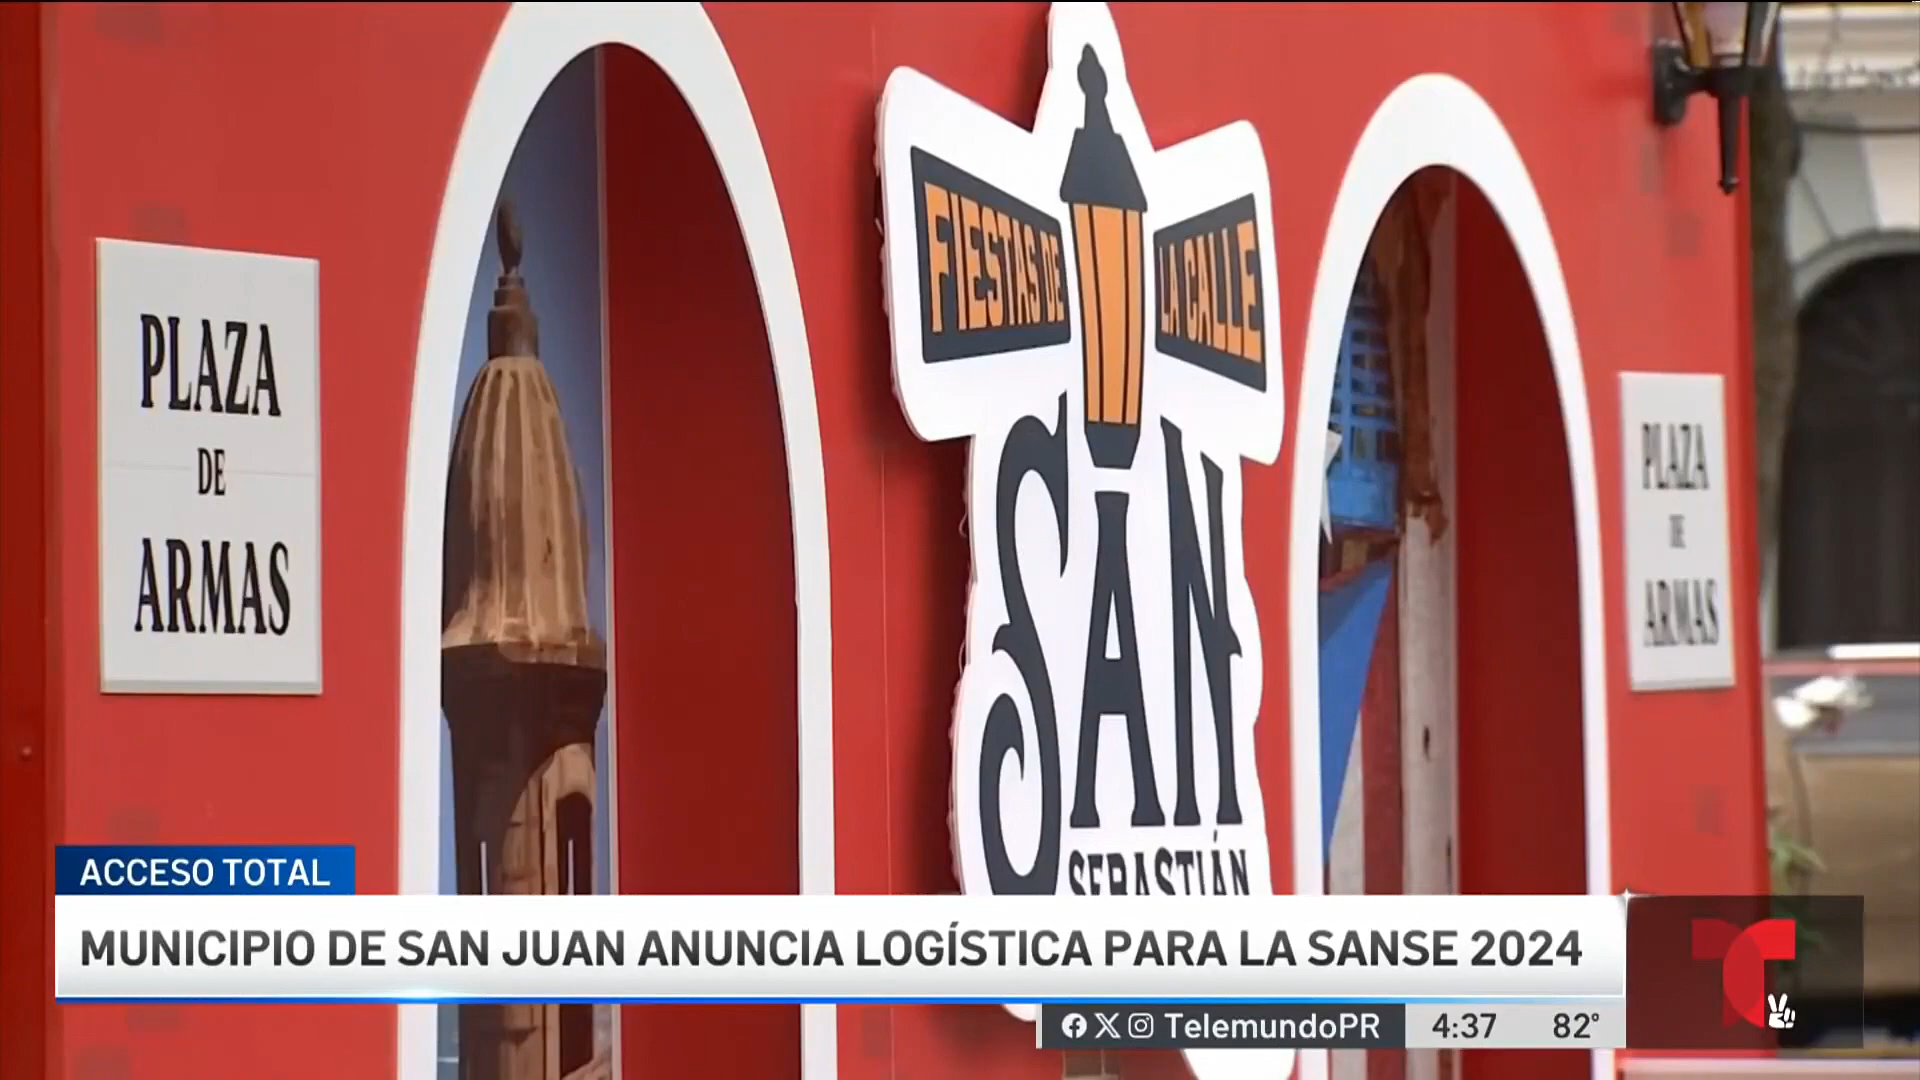 FIESTAS DE
LA CALLE
SAN
SEBASTIÁN
PLAZA
DE
ARMAS
PLAZA
DE
ARMAS
ACCESO TOTAL
MUNICIPIO DE SAN JUAN ANUNCIA LOGÍSTICA PARA LA SANSE 2024
TelemundoPR 4:37 82°